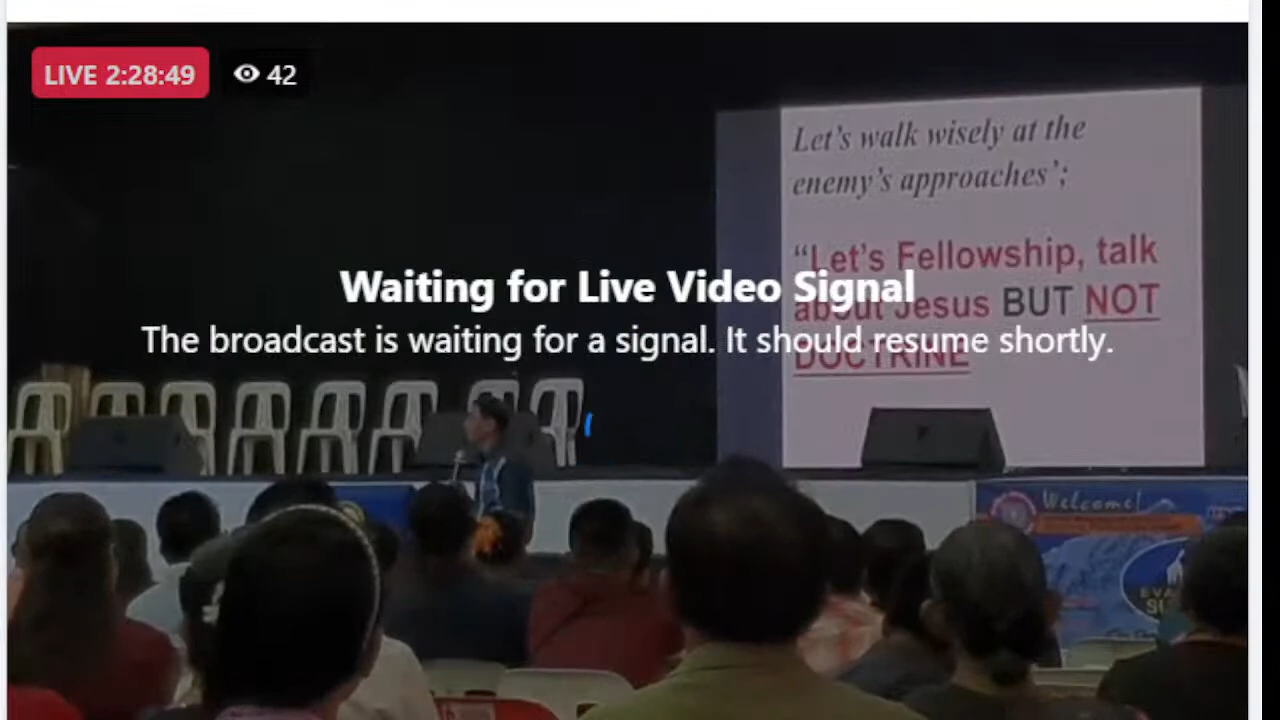 LIVE 2:28:49
42
Let's walk wisely at the
enemy's approaches';
“Let's Fellowship, talk
about Jesus BUT NOT
DOCTRINE
Waiting for Live Video Signal
The broadcast is waiting for a signal. It should resume shortly.
Welcome!